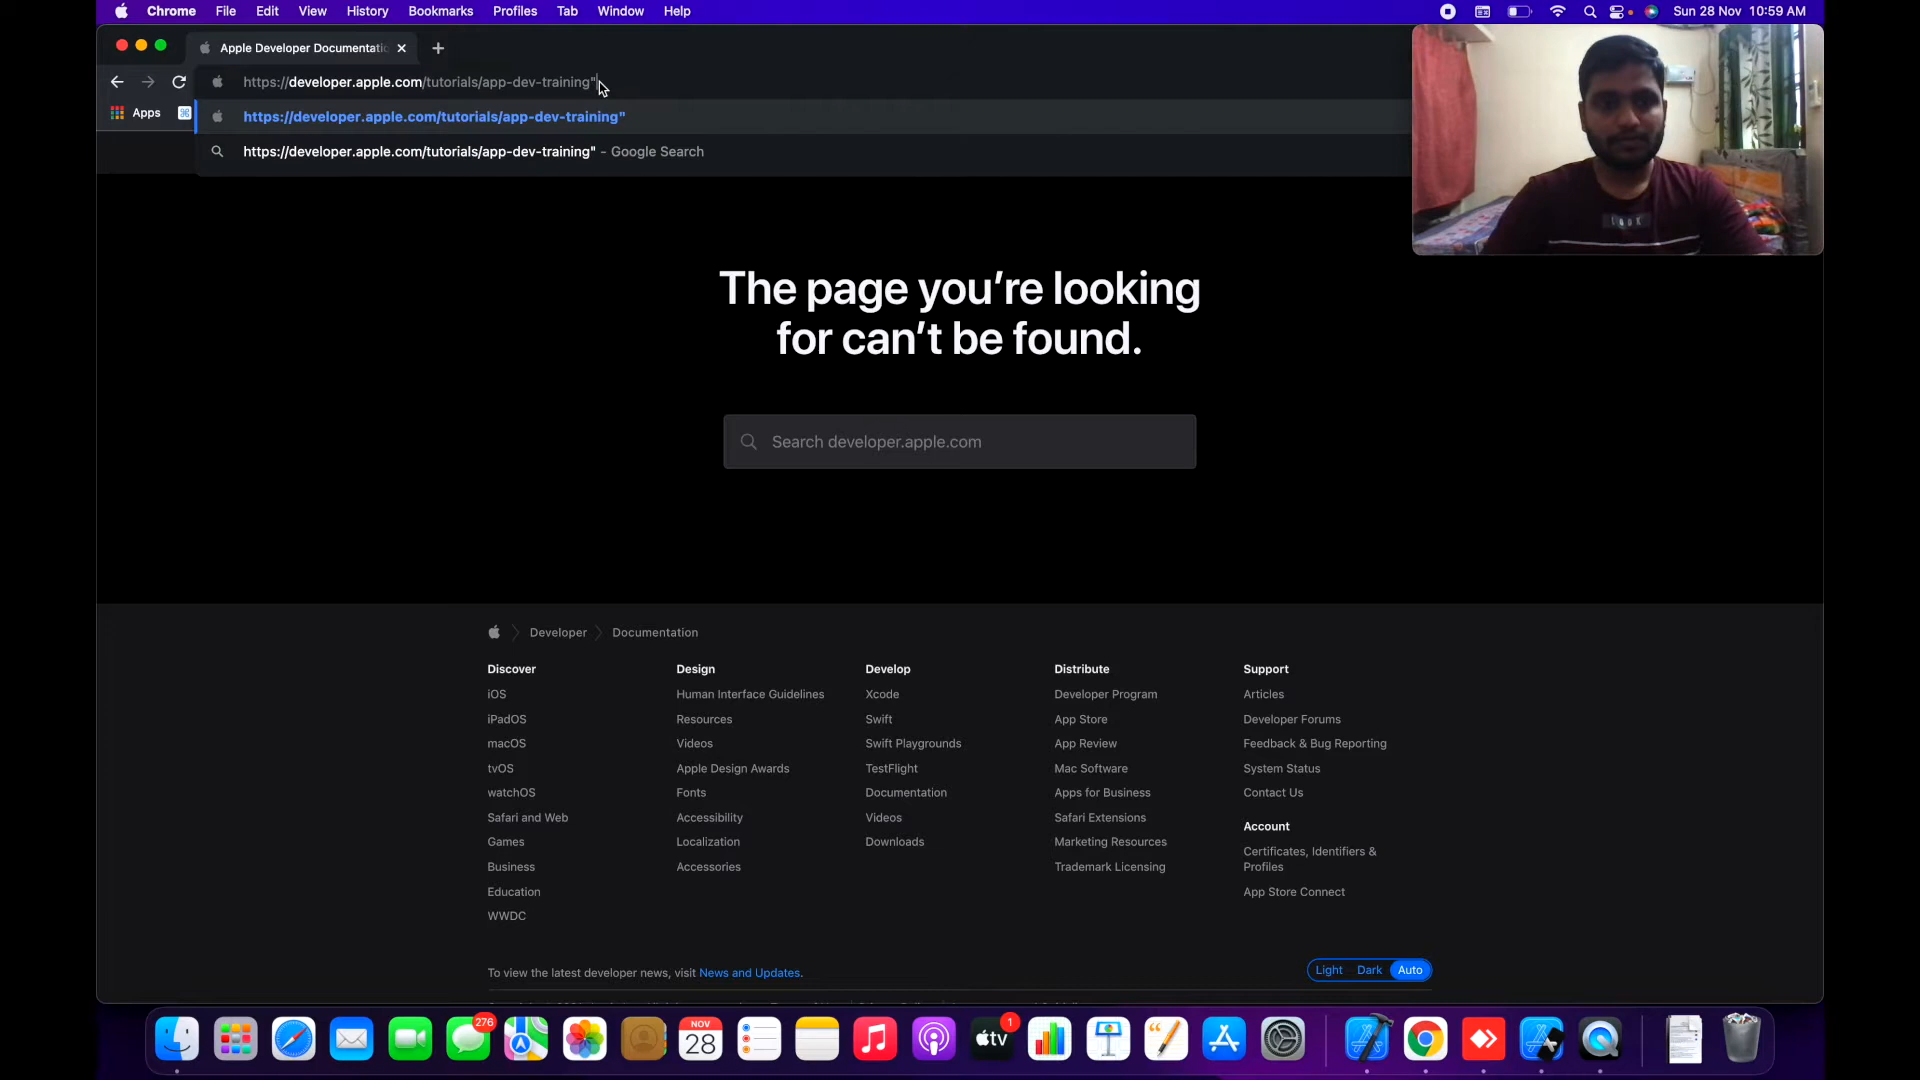 Chrome File Edit View History Bookmarks Profiles Tab Window Help Sun 28 Nov 10:59 AM
Apple Developer Documentatio
https://developer.apple.com/tutorials/app-dev-training"
Apps https://developer.apple.com/tutorials/app-dev-training"
https://developer.apple.com/tutorials/app-dev-training" - Google Search
The page you're looking
for can't be found.
Search developer.apple.com
Developer Documentation
Discover
iOS
iPadOS
macOS
tvOS
watchOS
Safari and Web
Games
Business
Education
WWDC
Design
Human Interface Guidelines
Resources
Videos
Apple Design Awards
Fonts
Accessibility
Localization
Accessories
Develop
Xcode
Swift
Swift Playgrounds
TestFlight
Documentation
Videos
Downloads
Distribute
Developer Program
App Store
App Review
Mac Software
Apps for Business
Safari Extensions
Marketing Resources
Trademark Licensing
Support
Articles
Developer Forums
Feedback & Bug Reporting
System Status
Contact Us
Account
Certificates, Identifiers &
Profiles
App Store Connect
To view the latest developer news, visit News and Updates.
Light Dark Auto
276
NOV
28
tv
1